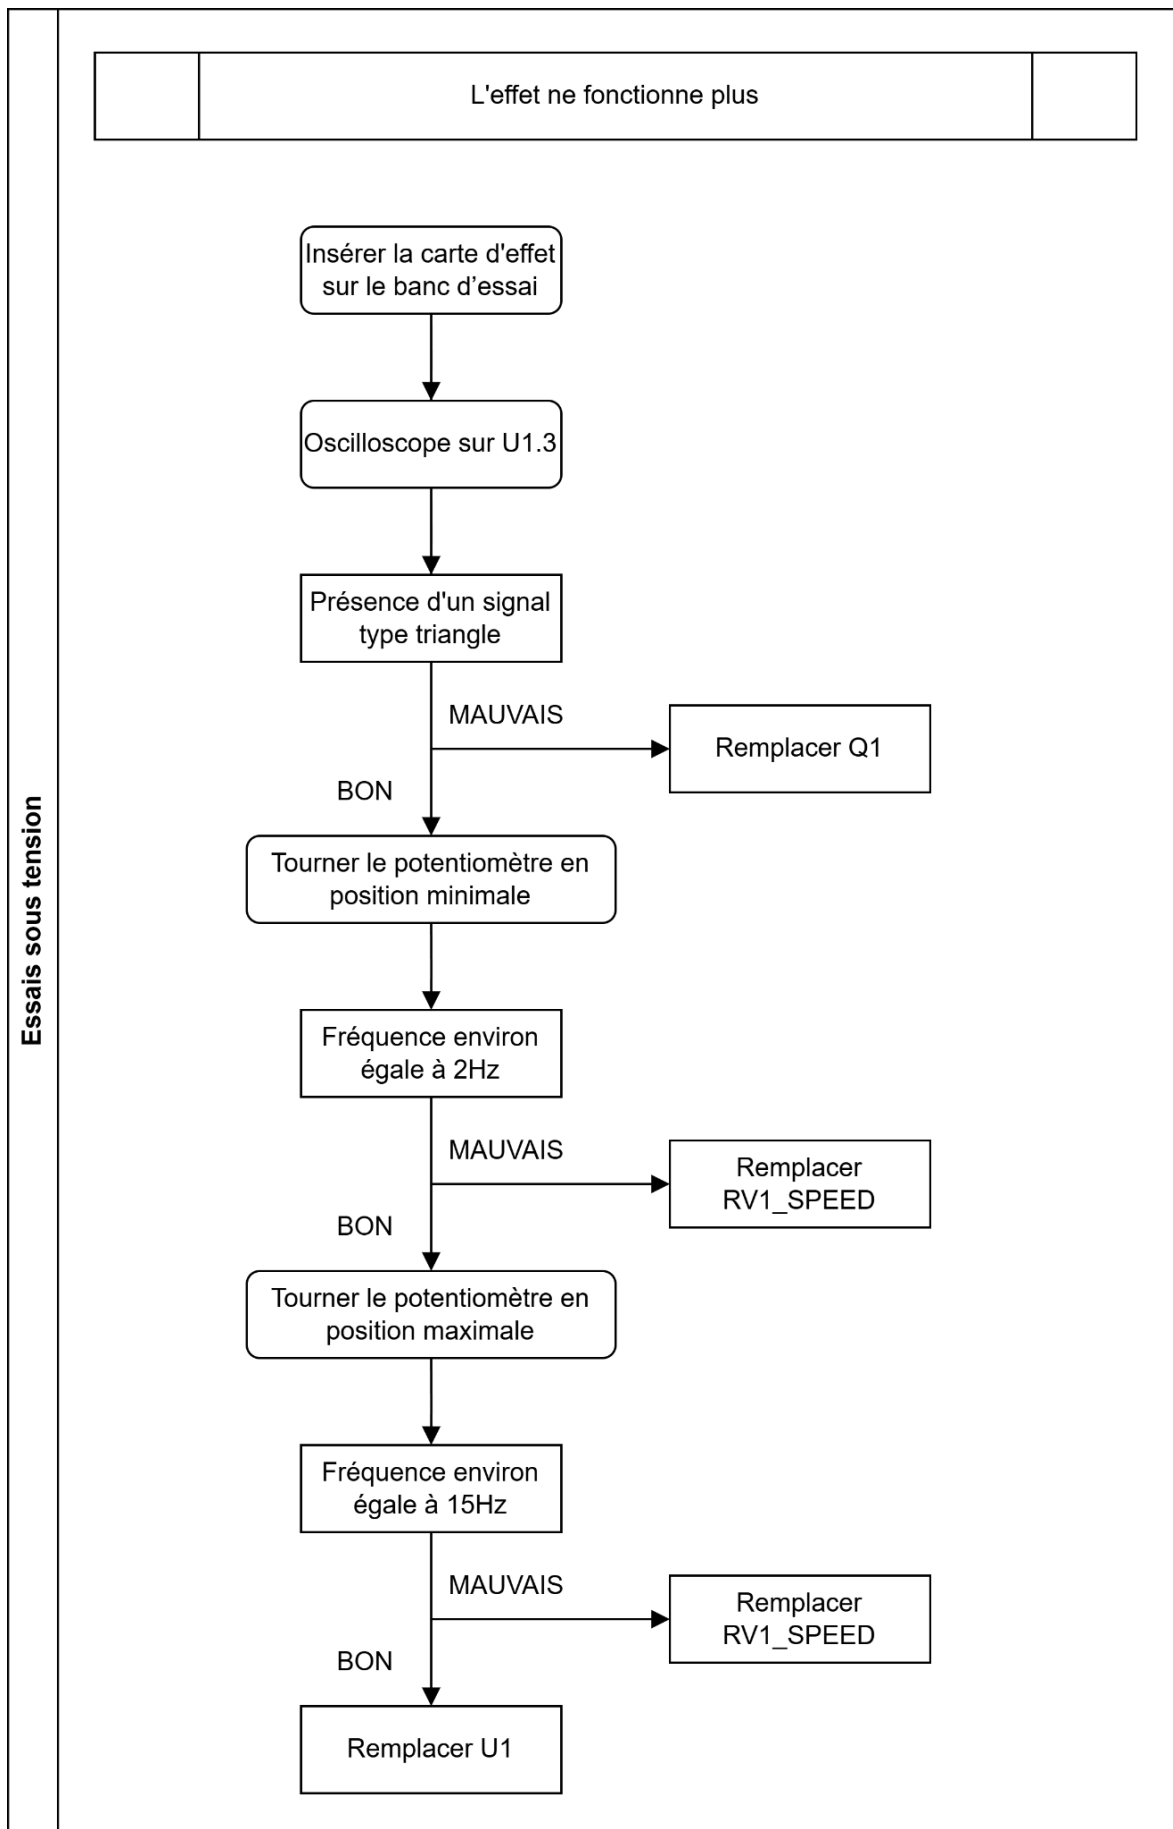 Essais sous tension
L'effet ne fonctionne plus
Insérer la carte d'effet
sur le banc d’essai
Oscilloscope sur U1.3
Présence d'un signal
type triangle
MAUVAIS
Remplacer Q1
BON
Tourner le potentiomètre en
position minimale
Fréquence environ
égale à 2Hz
MAUVAIS
Remplacer
RV1_SPEED
BON
Tourner le potentiomètre en
position maximale
Fréquence environ
égale à 15Hz
MAUVAIS
Remplacer
RV1_SPEED
BON
Remplacer U1